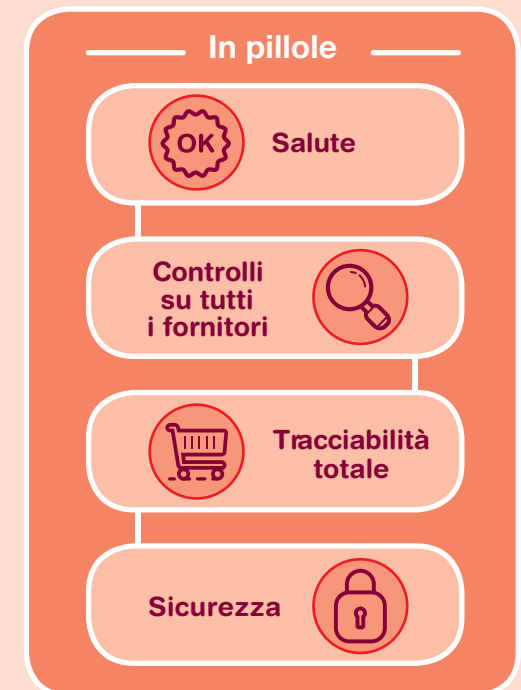 In pillole
OK
Salute
Controlli
su tutti
i fornitori
Tracciabilità
totale
Sicurezza